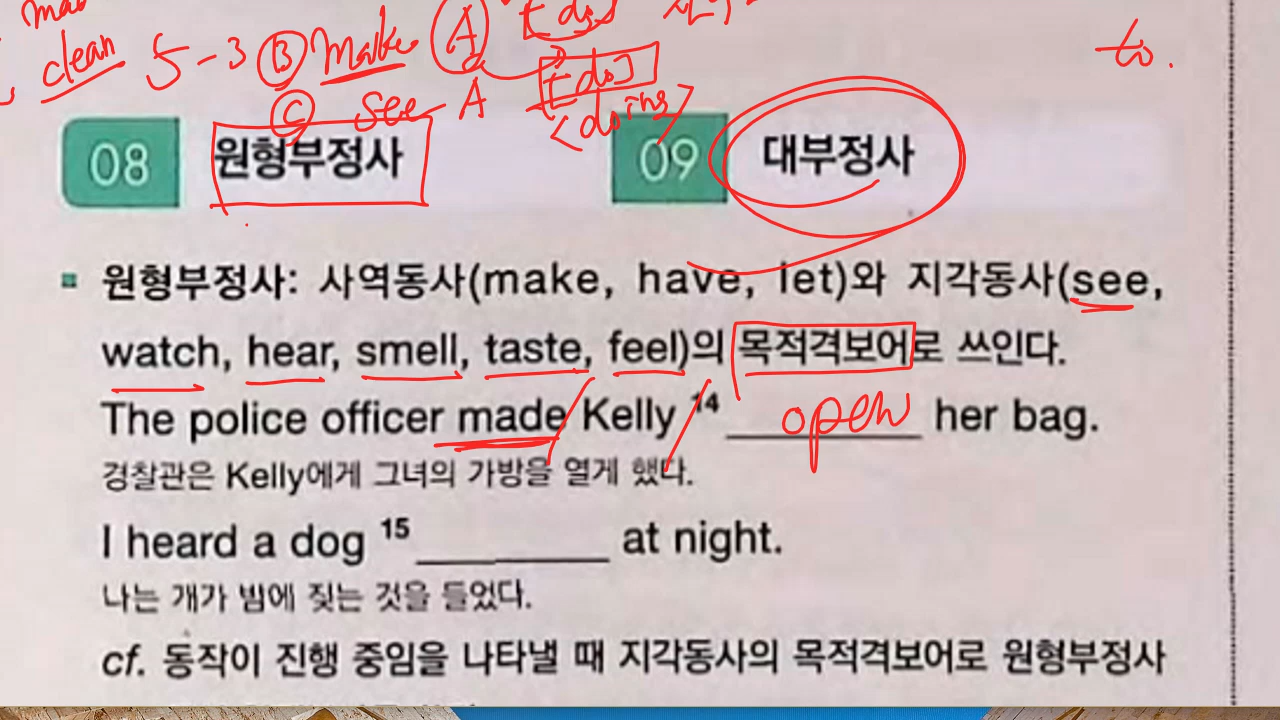 clean 5-3 Ⓑ make Ⓐ [do]
to.
Ⓒ see A [do]
<doing>
08 원형부정사
09 대부정사
원형부정사: 사역동사(make, have, let)와 지각동사(see,
watch, hear, smell, taste, feel)의 목적격보어로 쓰인다.
The police officer made Kelly 14 open her bag.
경찰관은 Kelly에게 그녀의 가방을 열게 했다.
I heard a dog 15 ________ at night.
나는 개가 밤에 짖는 것을 들었다.
cf. 동작이 진행 중임을 나타낼 때 지각동사의 목적격보어로 원형부정사